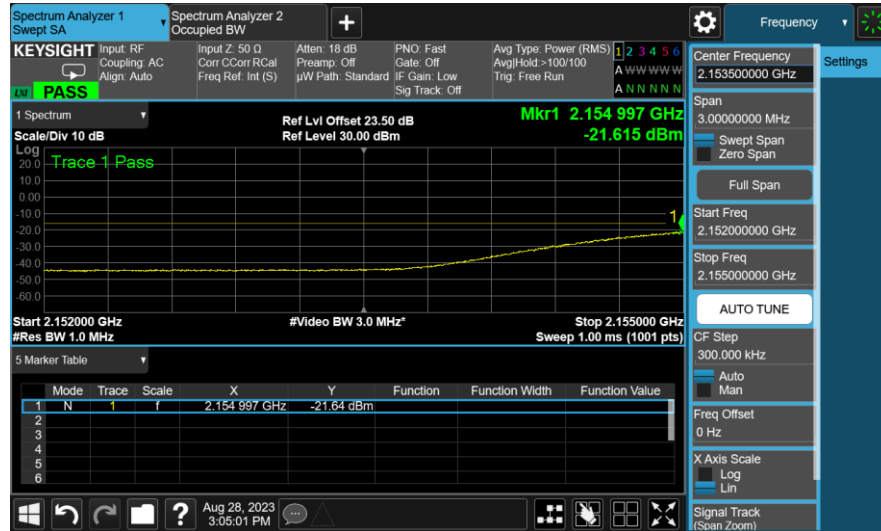 Spectrum Analyzer 1
Swept SA
Spectrum Analyzer 2
Occupied BW
Frequency
KEYSIGHT
Input: RF
Coupling: AC
Align: Auto
Input Z: 50 Ω
Corr CCorr RCal
Freq Ref: Int (S)
Atten: 18 dB
Preamp: Off
µW Path: Standard
PNO: Fast
Gate: Off
IF Gain: Low
Sig Track: Off
Avg Type: Power (RMS)
Avg|Hold:>100/100
Trig: Free Run
1 2 3 4 5 6
A W W W W W
A N N N N N
LXI
PASS
1 Spectrum
Scale/Div 10 dB
Ref Lvl Offset 23.50 dB
Ref Level 30.00 dBm
Mkr1 2.154 997 GHz
-21.615 dBm
Log
Trace 1 Pass
20.0
10.0
0.00
-10.0
-20.0
-30.0
-40.0
-50.0
-60.0
1
Start 2.152000 GHz
#Res BW 1.0 MHz
#Video BW 3.0 MHz*
Stop 2.155000 GHz
Sweep 1.00 ms (1001 pts)
5 Marker Table
Mode Trace Scale X Y Function Function Width Function Value
1 N 1 f 2.154 997 GHz -21.64 dBm
2
3
4
5
6
Aug 28, 2023
3:05:01 PM
Center Frequency
2.153500000 GHz
Settings
Span
3.00000000 MHz
Swept Span
Zero Span
Full Span
Start Freq
2.152000000 GHz
Stop Freq
2.155000000 GHz
AUTO TUNE
CF Step
300.000 kHz
Auto
Man
Freq Offset
0 Hz
X Axis Scale
Log
Lin
Signal Track
(Span Zoom)